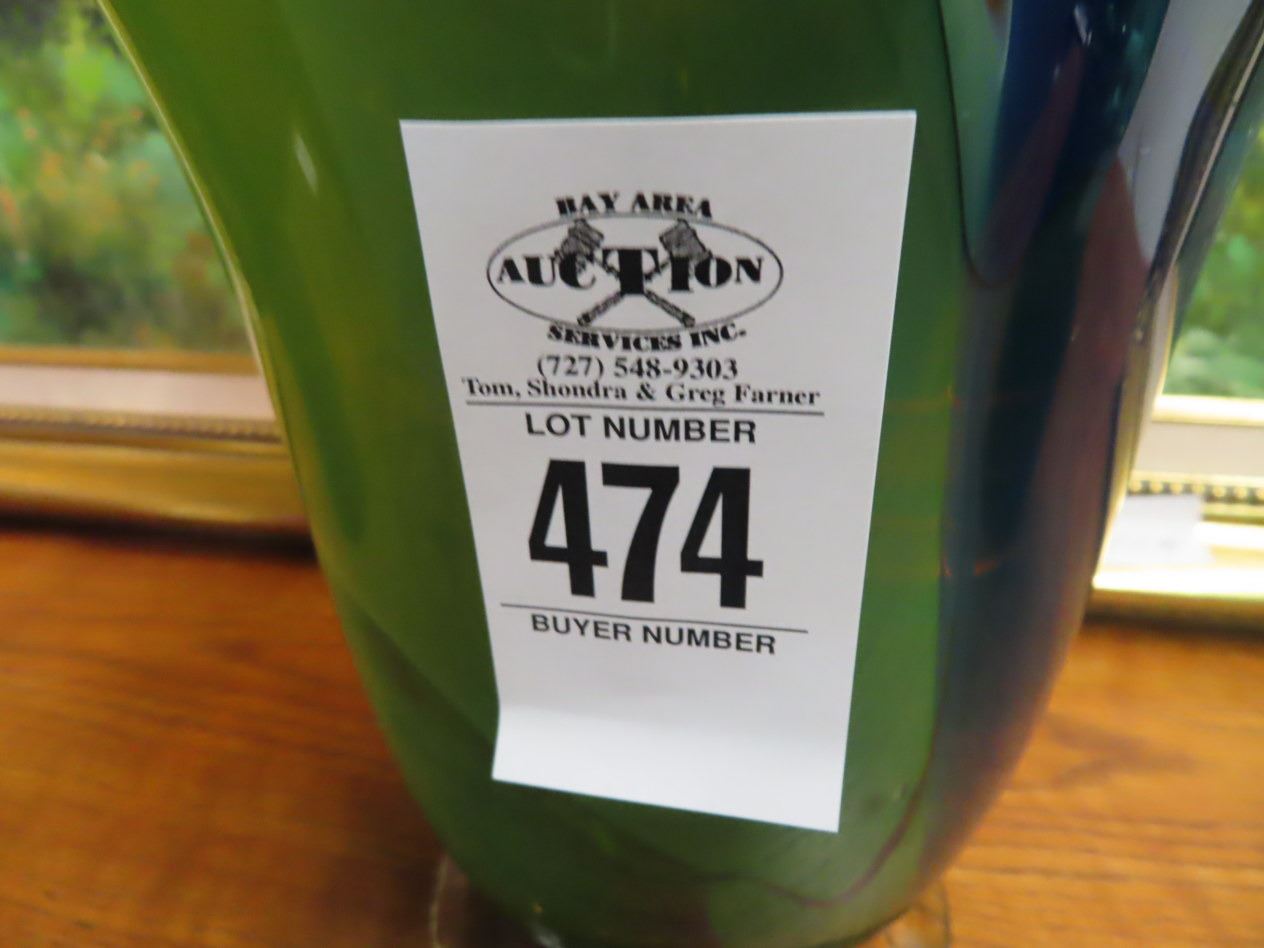 BAY AREA
AUCTION
SERVICES INC.
(727) 548-9303
Tom, Shondra & Greg Farner
LOT NUMBER
474
BUYER NUMBER